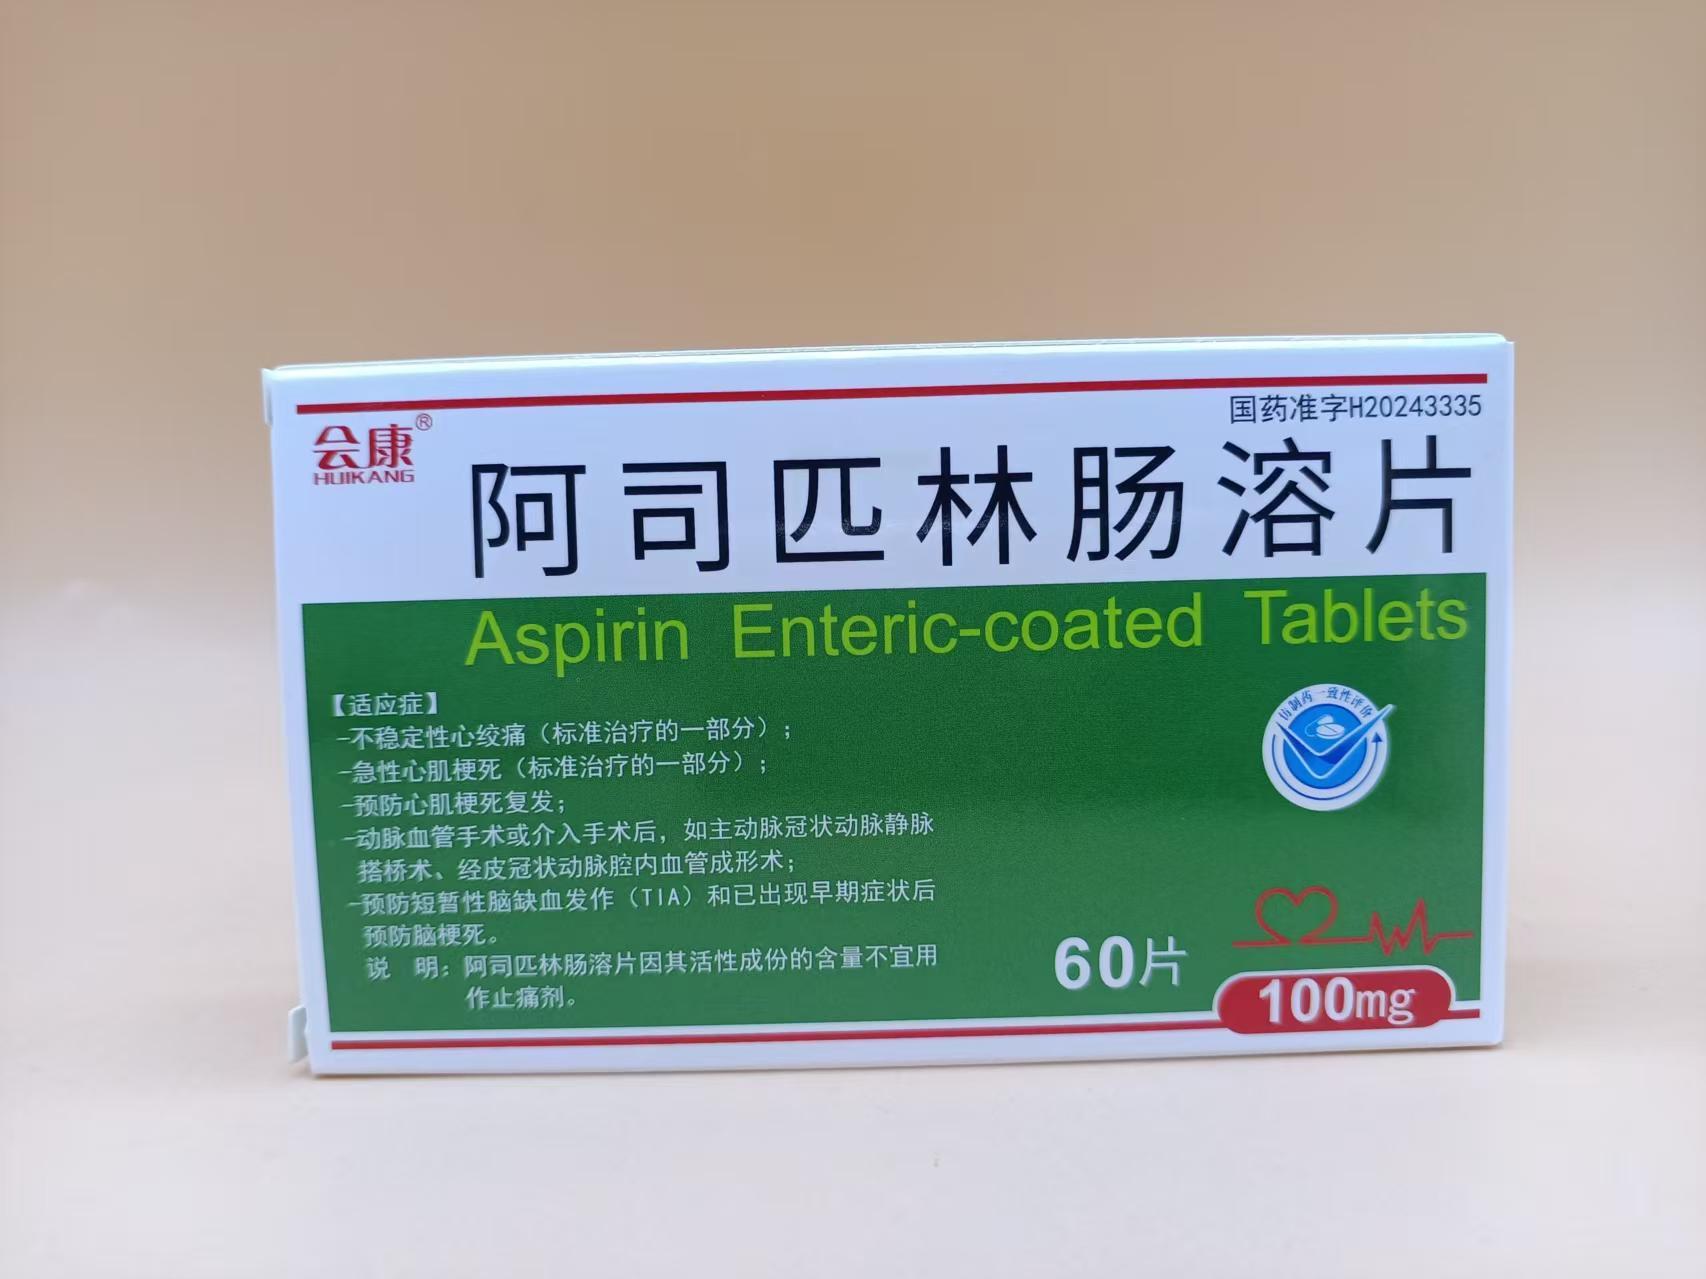 国药准字H20243335
会康®
HUIKANG
阿司匹林肠溶片
Aspirin Enteric-coated Tablets
【适应症】
-不稳定性心绞痛（标准治疗的一部分）；
-急性心肌梗死（标准治疗的一部分）；
-预防心肌梗死复发；
-动脉血管手术或介入手术后，如主动脉冠状动脉静脉
搭桥术、经皮冠状动脉腔内血管成形术；
-预防短暂性脑缺血发作（TIA）和已出现早期症状后
预防脑梗死。
说 明：阿司匹林肠溶片因其活性成份的含量不宜用
作止痛剂。
仿制药一致性评价
60片
100mg